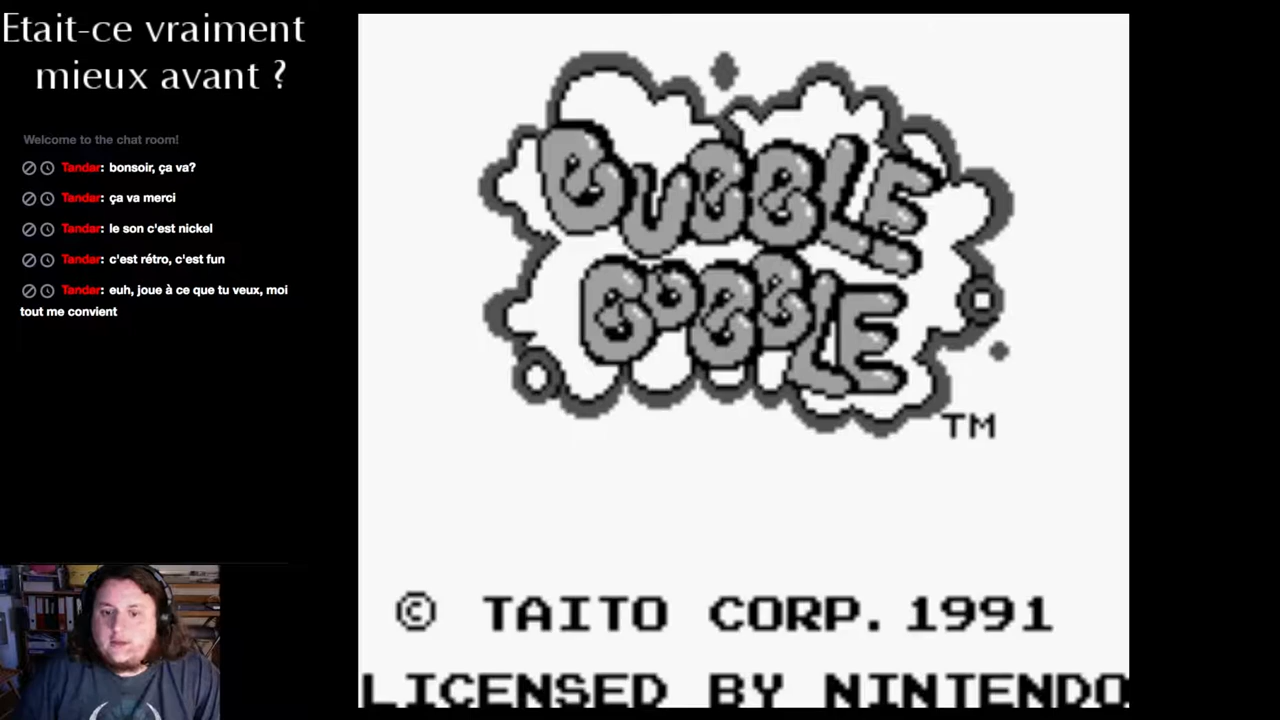 Etait-ce vraiment
mieux avant ?
Welcome to the chat room!
Tandar: bonsoir, ça va?
Tandar: ça va merci
Tandar: le son c'est nickel
Tandar: c'est rétro, c'est fun
Tandar: euh, joue à ce que tu veux, moi
tout me convient
BUBBLE
BOBBLE
TM
© TAITO CORP. 1991
LICENSED BY NINTENDO